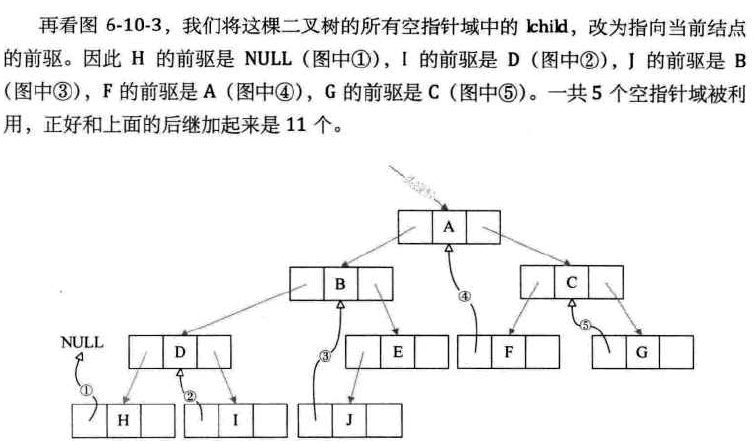 再看图 6-10-3，我们将这棵二叉树的所有空指针域中的 lchild，改为指向当前结点
的前驱。因此 H 的前驱是 NULL（图中①），I 的前驱是 D（图中②），J 的前驱是 B
（图中③），F 的前驱是 A（图中④），G 的前驱是 C（图中⑤）。一共 5 个空指针域被利
用，正好和上面的后继加起来是 11 个。
A
B
C
④
⑤
NULL
D
③
E
F
G
①
②
H
I
J